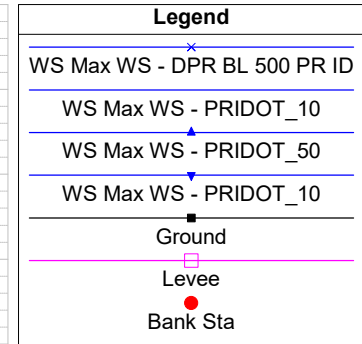 Legend
WS Max WS - DPR BL 500 PR ID
WS Max WS - PRIDOT_10
WS Max WS - PRIDOT_50
WS Max WS - PRIDOT_10
Ground
Levee
Bank Sta